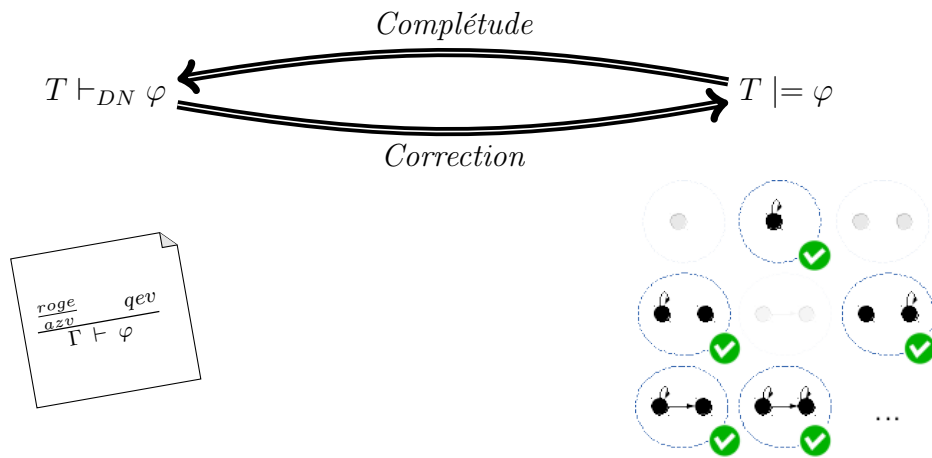 Complétude
T ⊢_DN φ
T |= φ
Correction
roge qev
azv
Γ ⊢ φ
...